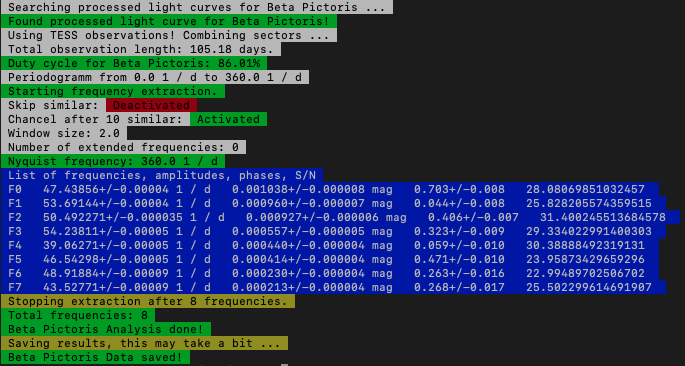 Searching processed light curves for Beta Pictoris ...
Found processed light curve for Beta Pictoris!
Using TESS observations! Combining sectors ...
Total observation length: 105.18 days.
Duty cycle for Beta Pictoris: 86.01%
Periodogramm from 0.0 1 / d to 360.0 1 / d
Starting frequency extraction.
Skip similar: Deactivated
Chancel after 10 similar: Activated
Window size: 2.0
Number of extended frequencies: 0
Nyquist frequency: 360.0 1 / d
List of frequencies, amplitudes, phases, S/N
F0 47.43856+/-0.00004 1 / d 0.001038+/-0.000008 mag 0.703+/-0.008 28.08069851032457
F1 53.69144+/-0.00004 1 / d 0.000960+/-0.000007 mag 0.044+/-0.008 25.828205574359515
F2 50.492271+/-0.000035 1 / d 0.000927+/-0.000006 mag 0.406+/-0.007 31.400245513684578
F3 54.23811+/-0.00005 1 / d 0.000557+/-0.000005 mag 0.323+/-0.009 29.334022991400303
F4 39.06271+/-0.00005 1 / d 0.000440+/-0.000004 mag 0.059+/-0.010 30.38888492319131
F5 46.54298+/-0.00005 1 / d 0.000414+/-0.000004 mag 0.471+/-0.010 23.95873429659296
F6 48.91884+/-0.00009 1 / d 0.000230+/-0.000004 mag 0.263+/-0.016 22.99489702506702
F7 43.52771+/-0.00009 1 / d 0.000213+/-0.000004 mag 0.268+/-0.017 25.502299614691907
Stopping extraction after 8 frequencies.
Total frequencies: 8
Beta Pictoris Analysis done!
Saving results, this may take a bit ...
Beta Pictoris Data saved!